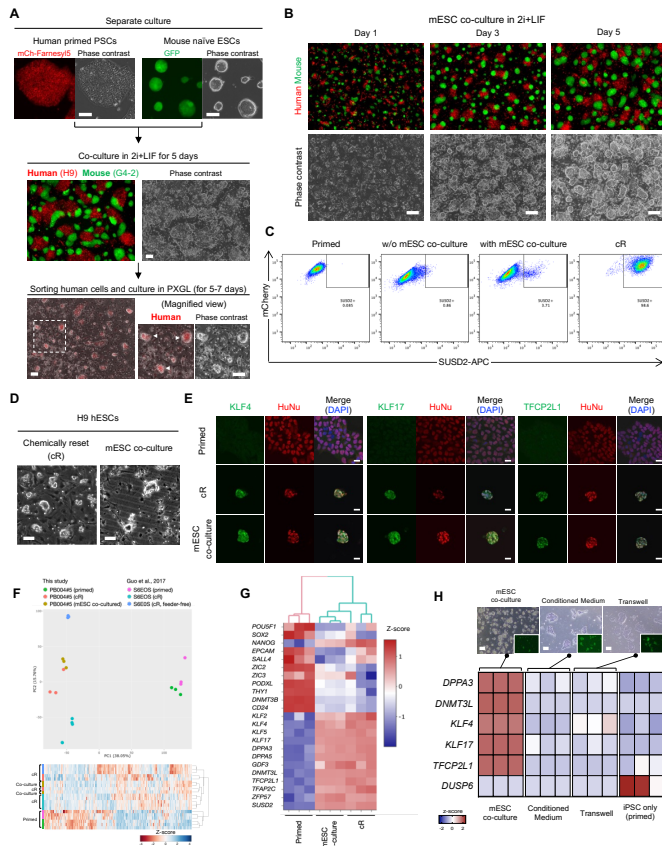 A
Separate culture
Human primed PSCs
Mouse naïve ESCs
mCh-Farnesyl5
Phase contrast
GFP
Phase contrast
Co-culture in 2i+LIF for 5 days
Human (H9) Mouse (G4-2)
Phase contrast
Sorting human cells and culture in PXGL (for 5-7 days)
(Magnified view)
Human
Phase contrast
B
mESC co-culture in 2i+LIF
Day 1
Day 3
Day 5
Human Mouse
Phase contrast
C
Primed
w/o mESC co-culture
with mESC co-culture
cR
mCherry
SUSD2-APC
D
H9 hESCs
Chemically reset
(cR)
mESC co-culture
E
KLF4
HuNu
Merge
(DAPI)
KLF17
HuNu
Merge
(DAPI)
TFCP2L1
HuNu
Merge
(DAPI)
Primed
cR
mESC
co-culture
F
This study
PB004#5 (primed)
PB004#5 (cR)
PB004#5 (mESC co-cultured)
Guo et al., 2017
S6EOS (primed)
S6EOS (cR)
S6EOS (cR, feeder-free)
cR
Co-culture
Co-culture
cR
Primed
Z-score
G
Z-score
1
0
-1
POU5F1
SOX2
NANOG
EPCAM
SALL4
ZIC2
ZIC3
PODXL
THY1
DNMT3B
CD24
KLF2
KLF4
KLF5
KLF17
DPPA3
DPPA5
GDF3
DNMT3L
TFCP2L1
TFAP2C
ZFP57
SUSD2
Primed
mESC
co-culture
cR
H
mESC
co-culture
Conditioned Medium
Transwell
DPPA3
DNMT3L
KLF4
KLF17
TFCP2L1
DUSP6
mESC
co-culture
Conditioned
Medium
Transwell
iPSC only
(primed)
z-score
-2 0 2